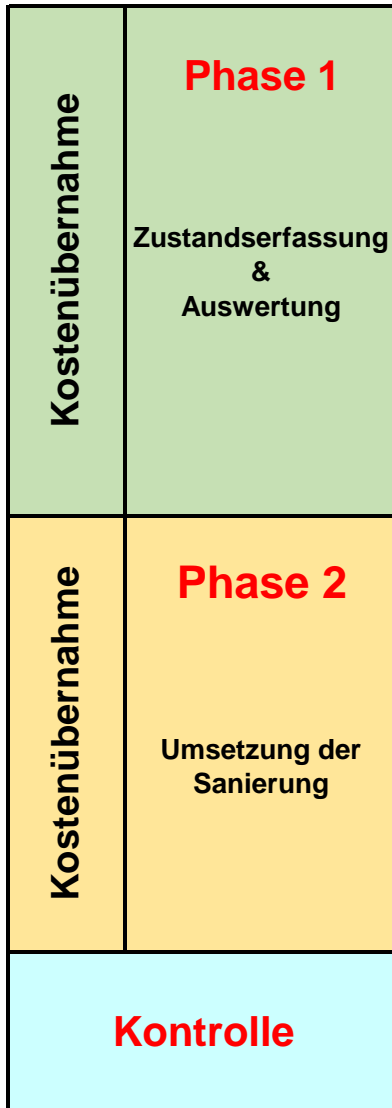 Kostenübernahme
Phase 1
Zustandserfassung
&
Auswertung
Kostenübernahme
Phase 2
Umsetzung der
Sanierung
Kontrolle